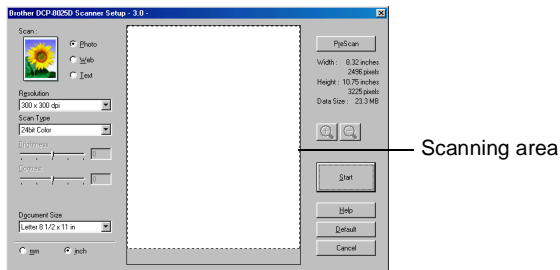 Brother DCP-8025D Scanner Setup - 3.0 -
Scan :
Photo
Web
Text
Resolution
300 x 300 dpi
Scan Type
24bit Color
Brightness
0
Contrast
0
Document Size
Letter 8 1/2 x 11 in
mm
inch
PreScan
Width : 8.32 inches
2496 pixels
Height : 10.75 inches
3225 pixels
Data Size : 23.3 MB
Start
Help
Default
Cancel
Scanning area